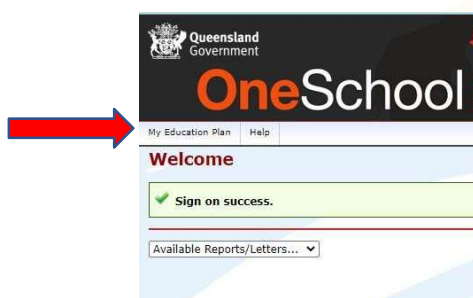 Queensland
Government
OneSchool
My Education Plan Help
Welcome
Sign on success.
Available Reports/Letters...